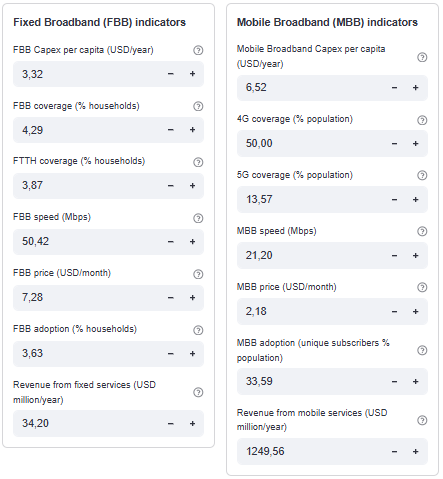 Fixed Broadband (FBB) indicators
FBB Capex per capita (USD/year)
3,32
FBB coverage (% households)
4,29
FTTH coverage (% households)
3,87
FBB speed (Mbps)
50,42
FBB price (USD/month)
7,28
FBB adoption (% households)
3,63
Revenue from fixed services (USD
million/year)
34,20
Mobile Broadband (MBB) indicators
Mobile Broadband Capex per capita
(USD/year)
6,52
4G coverage (% population)
50,00
5G coverage (% population)
13,57
MBB speed (Mbps)
21,20
MBB price (USD/month)
2,18
MBB adoption (unique subscribers %
population)
33,59
Revenue from mobile services (USD
million/year)
1249,56